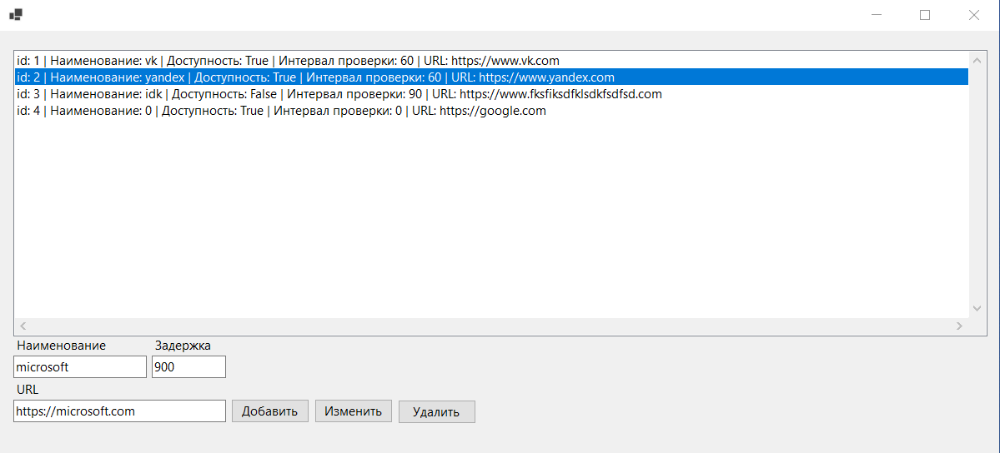 id: 1 | Наименование: vk | Доступность: True | Интервал проверки: 60 | URL: https://www.vk.com
id: 2 | Наименование: yandex | Доступность: True | Интервал проверки: 60 | URL: https://www.yandex.com
id: 3 | Наименование: idk | Доступность: False | Интервал проверки: 90 | URL: https://www.fksfiksdfklsdkfsdfsd.com
id: 4 | Наименование: 0 | Доступность: True | Интервал проверки: 0 | URL: https://google.com
Наименование Задержка
microsoft 900
URL
https://microsoft.com Добавить Изменить Удалить